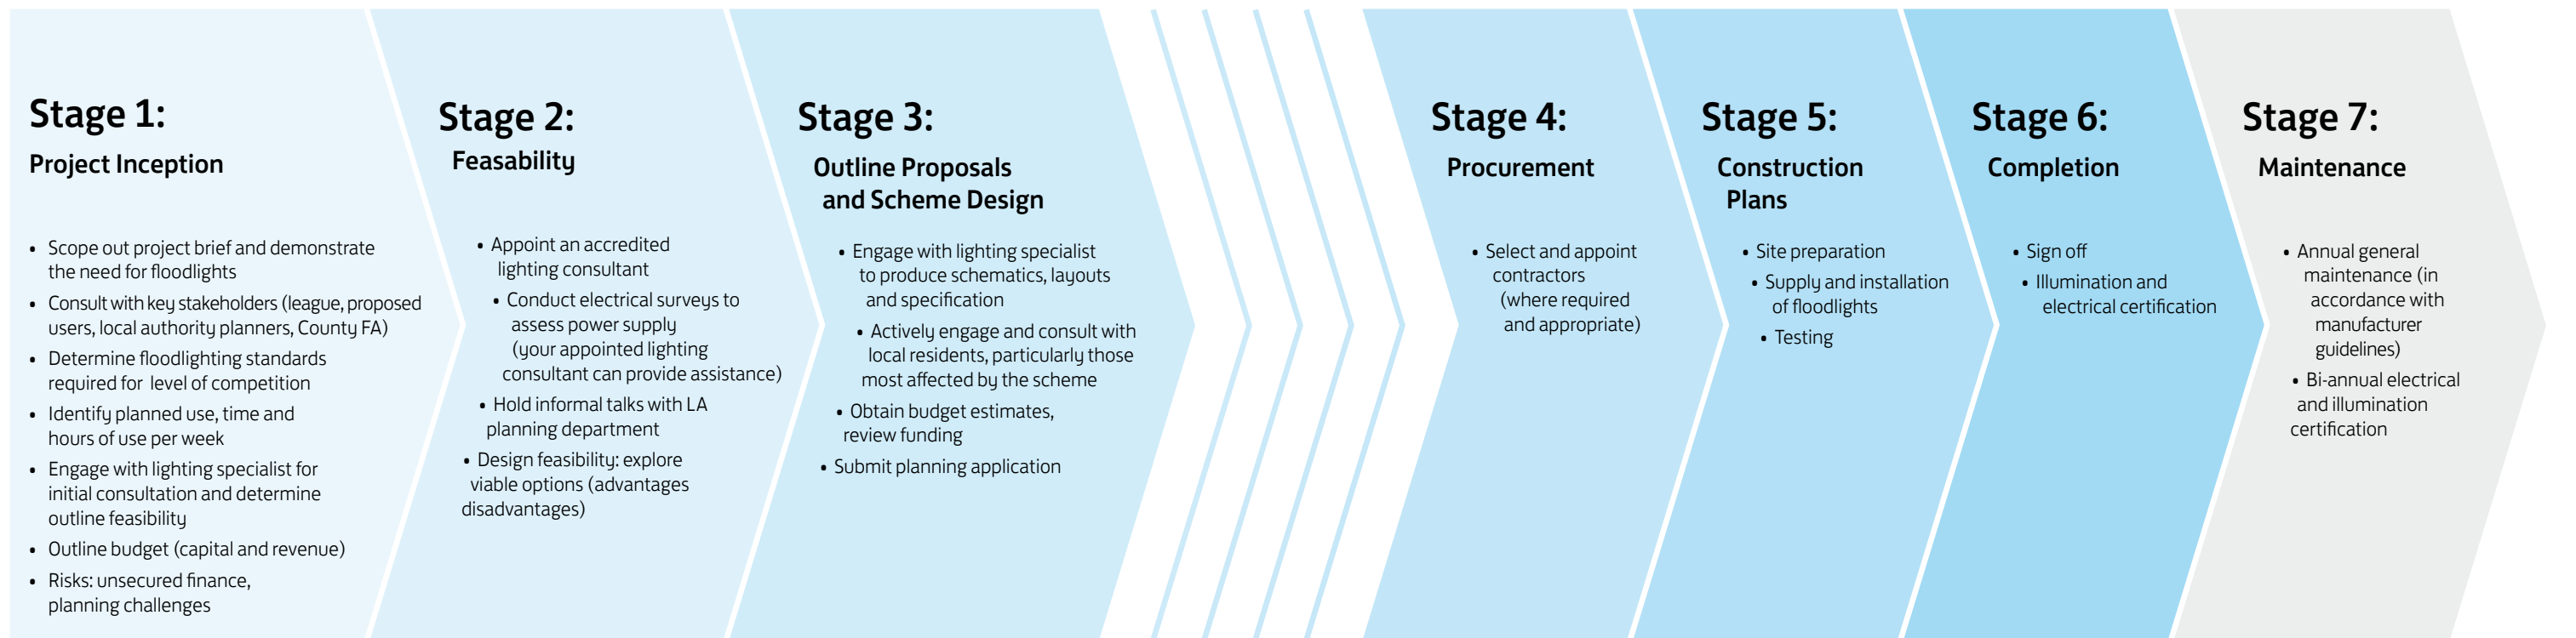 Stage 1:
Project Inception
• Scope out project brief and demonstrate
the need for floodlights
• Consult with key stakeholders (league, proposed
users, local authority planners, County FA)
• Determine floodlighting standards
required for level of competition
• Identify planned use, time and
hours of use per week
• Engage with lighting specialist for
initial consultation and determine
outline feasibility
• Outline budget (capital and revenue)
• Risks: unsecured finance,
planning challenges
Stage 2:
Feasability
• Appoint an accredited
lighting consultant
• Conduct electrical surveys to
assess power supply
(your appointed lighting
consultant can provide assistance)
• Hold informal talks with LA
planning department
• Design feasibility: explore
viable options (advantages
disadvantages)
Stage 3:
Outline Proposals
and Scheme Design
• Engage with lighting specialist
to produce schematics, layouts
and specification
• Actively engage and consult with
local residents, particularly those
most affected by the scheme
• Obtain budget estimates,
review funding
• Submit planning application
Stage 4:
Procurement
• Select and appoint
contractors
(where required
and appropriate)
Stage 5:
Construction
Plans
• Site preparation
• Supply and installation
of floodlights
• Testing
Stage 6:
Completion
• Sign off
• Illumination and
electrical certification
Stage 7:
Maintenance
• Annual general
maintenance (in
accordance with
manufacturer
guidelines)
• Bi-annual electrical
and illumination
certification